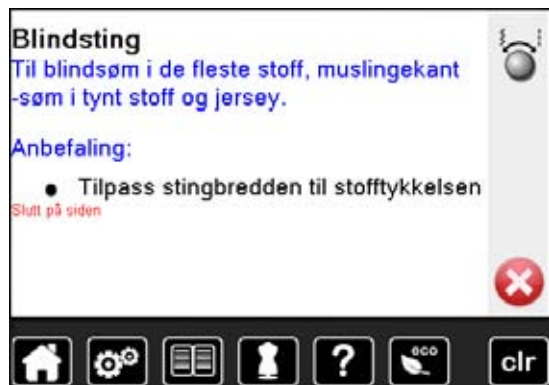 Blindsting
Til blindsøm i de fleste stoff, muslingekant
-søm i tynt stoff og jersey.
Anbefaling:
● Tilpass stingbredden til stofftykkelsen
Slutt på siden
? eco clr